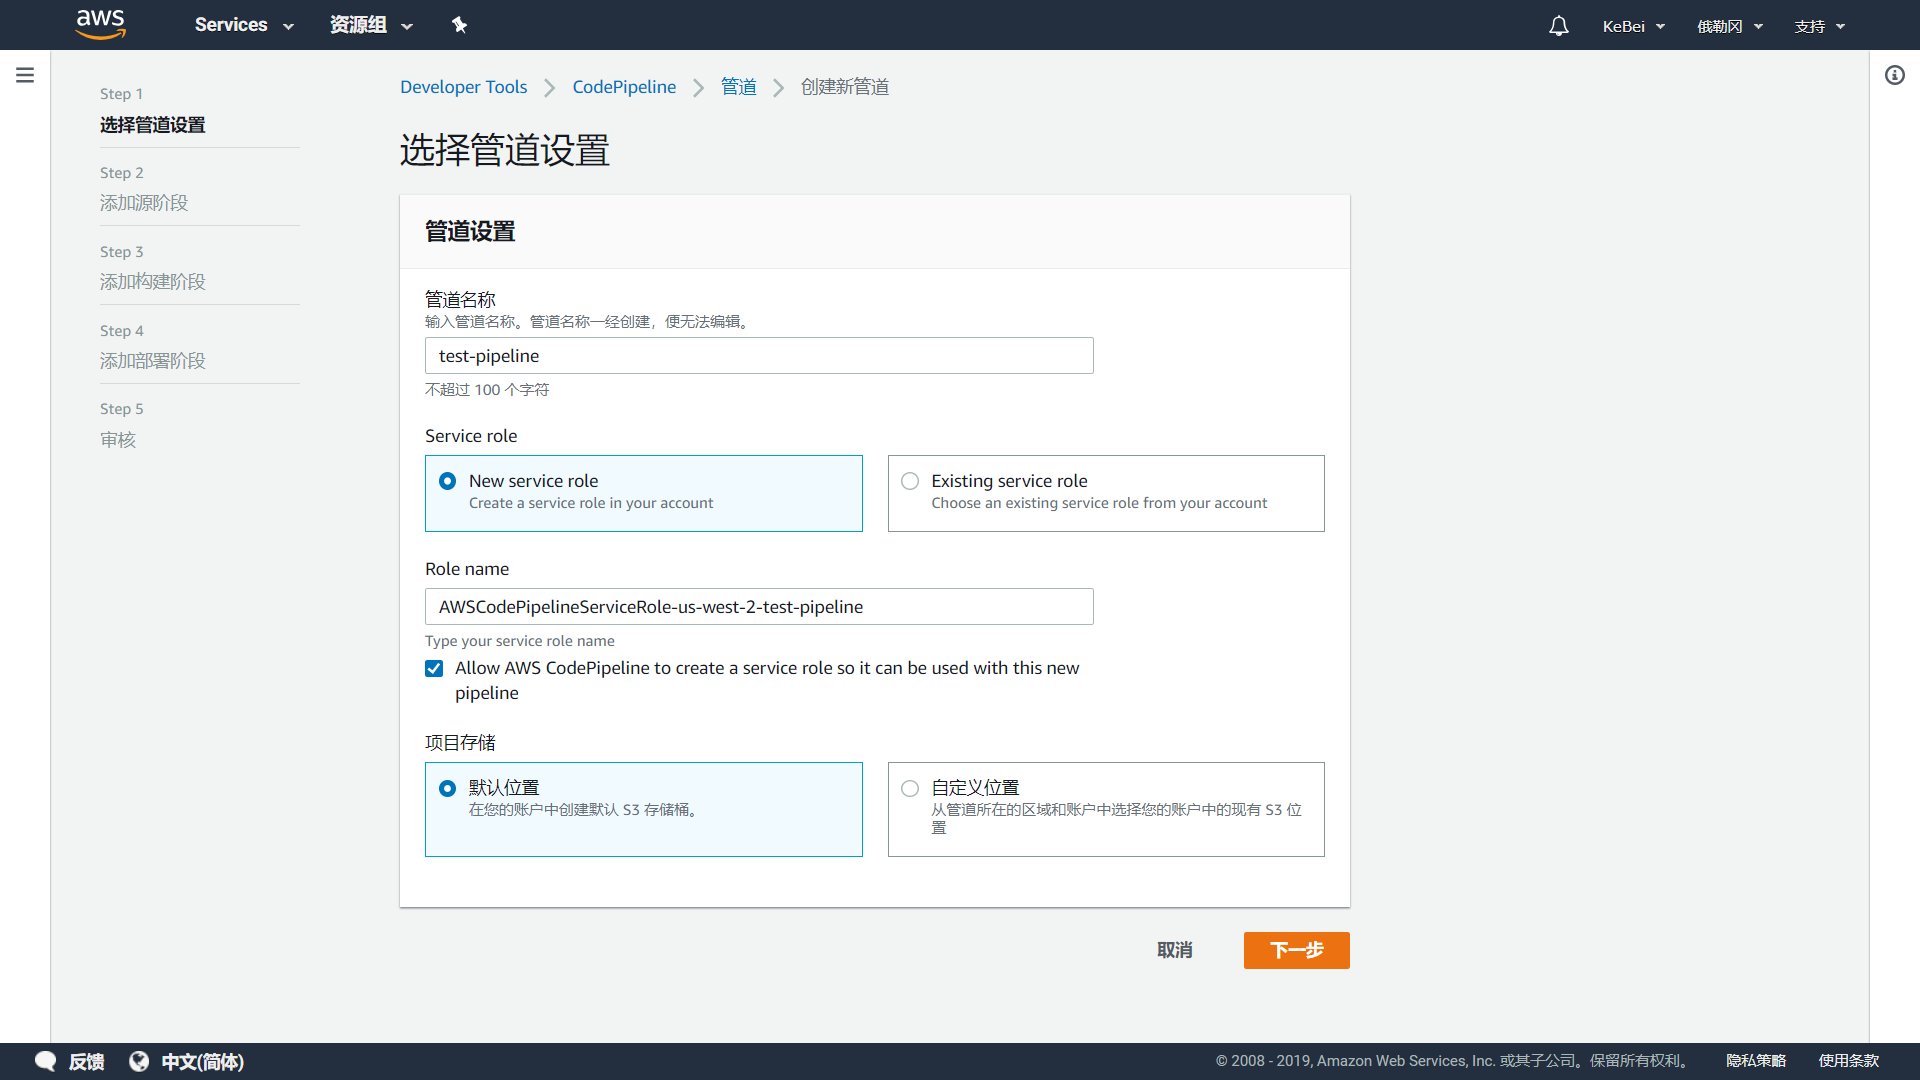 aws
Services
资源组
KeBei
俄勒冈
支持
Step 1
选择管道设置
Step 2
添加源阶段
Step 3
添加构建阶段
Step 4
添加部署阶段
Step 5
审核
Developer Tools
CodePipeline
管道
创建新管道
选择管道设置
管道设置
管道名称
输入管道名称。管道名称一经创建，便无法编辑。
test-pipeline
不超过 100 个字符
Service role
New service role
Create a service role in your account
Existing service role
Choose an existing service role from your account
Role name
AWSCodePipelineServiceRole-us-west-2-test-pipeline
Type your service role name
Allow AWS CodePipeline to create a service role so it can be used with this new
pipeline
项目存储
默认位置
在您的账户中创建默认 S3 存储桶。
自定义位置
从管道所在的区域和账户中选择您的账户中的现有 S3 位
置
取消
下一步
反馈
中文(简体)
© 2008 - 2019, Amazon Web Services, Inc. 或其子公司。保留所有权利。
隐私策略
使用条款